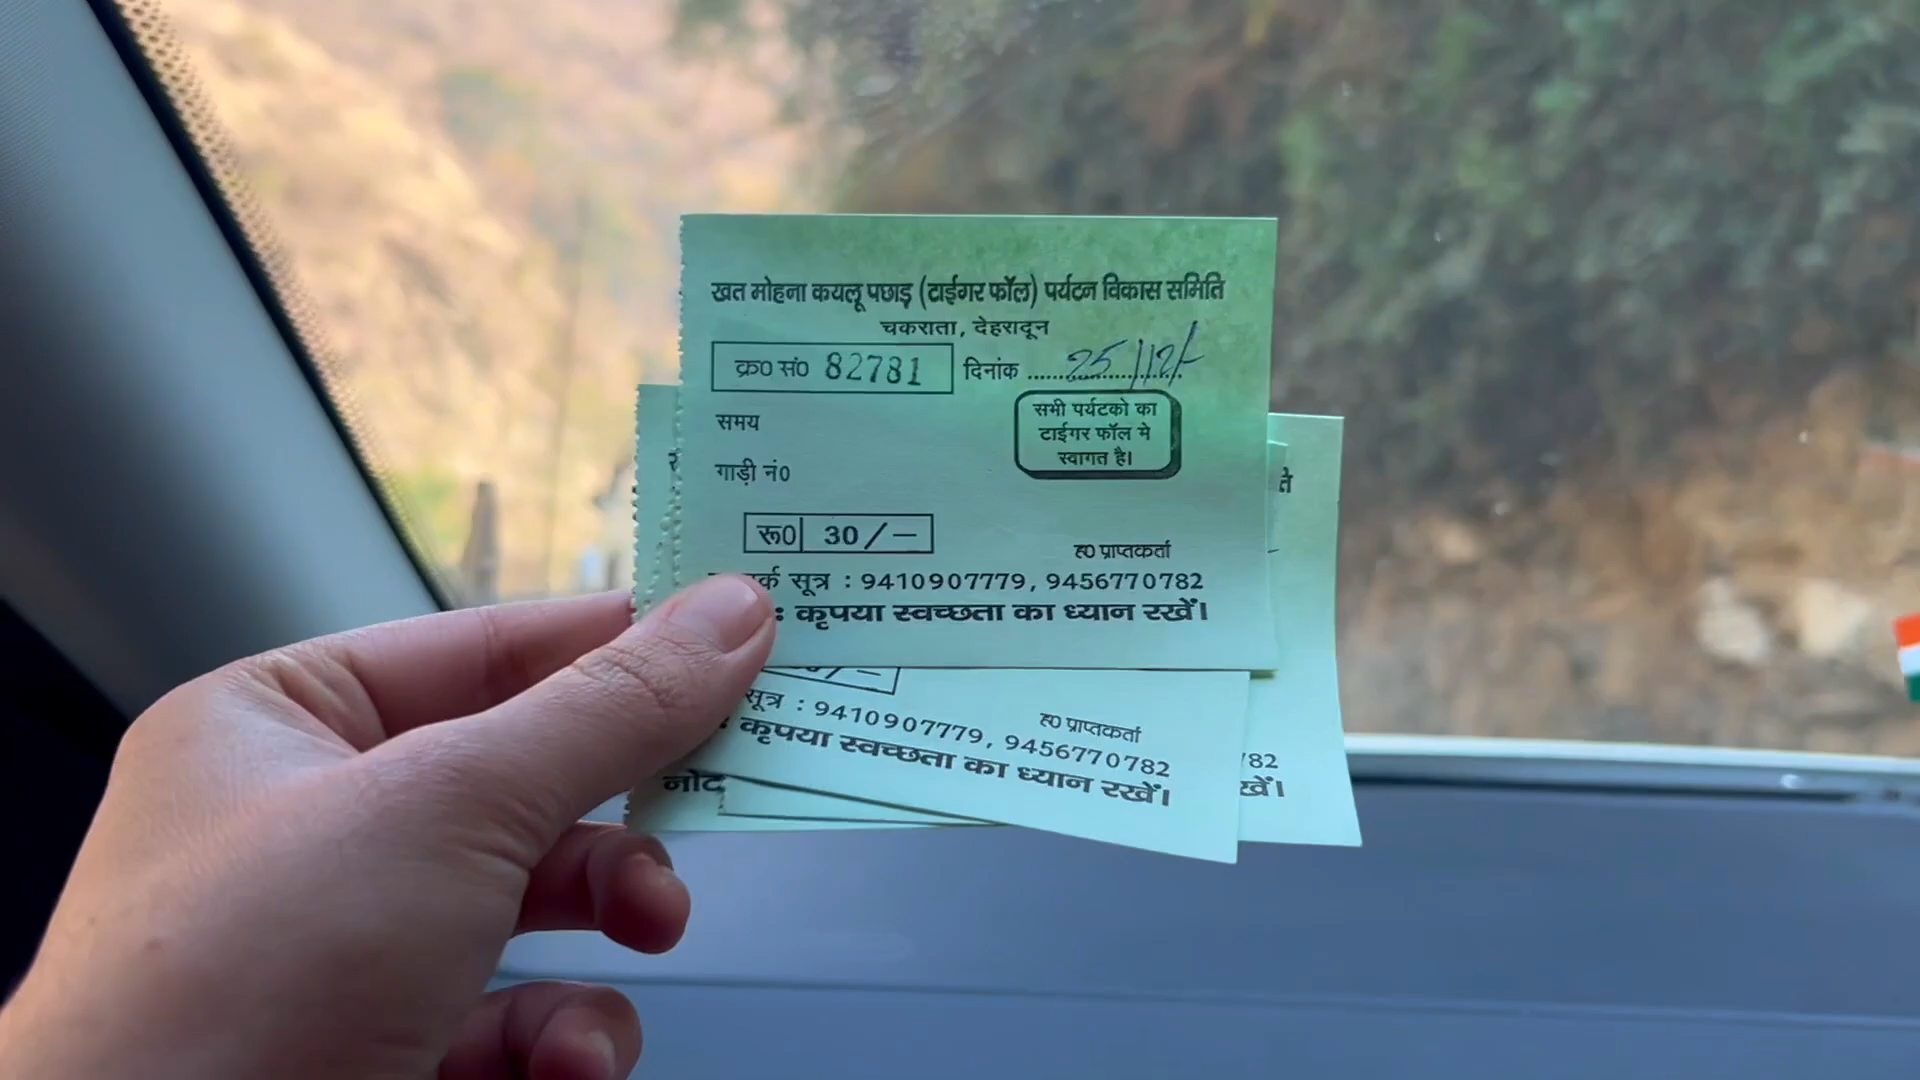 खत मोहना कयलू पछाड़ (टाईगर फॉल) पर्यटन विकास समिति
चकराता, देहरादून
क्र0 सं0 82781 दिनांक 25/12/-
समय
सभी पर्यटको का
टाईगर फॉल मे
स्वागत है।
गाड़ी नं0
रू0 30/-
ह0 प्राप्तकर्ता
सूत्र : 9410907779, 9456770782
: कृपया स्वच्छता का ध्यान रखें।
ह0 प्राप्तकर्ता
सूत्र : 9410907779, 9456770782
: कृपया स्वच्छता का ध्यान रखें।
नोट
82